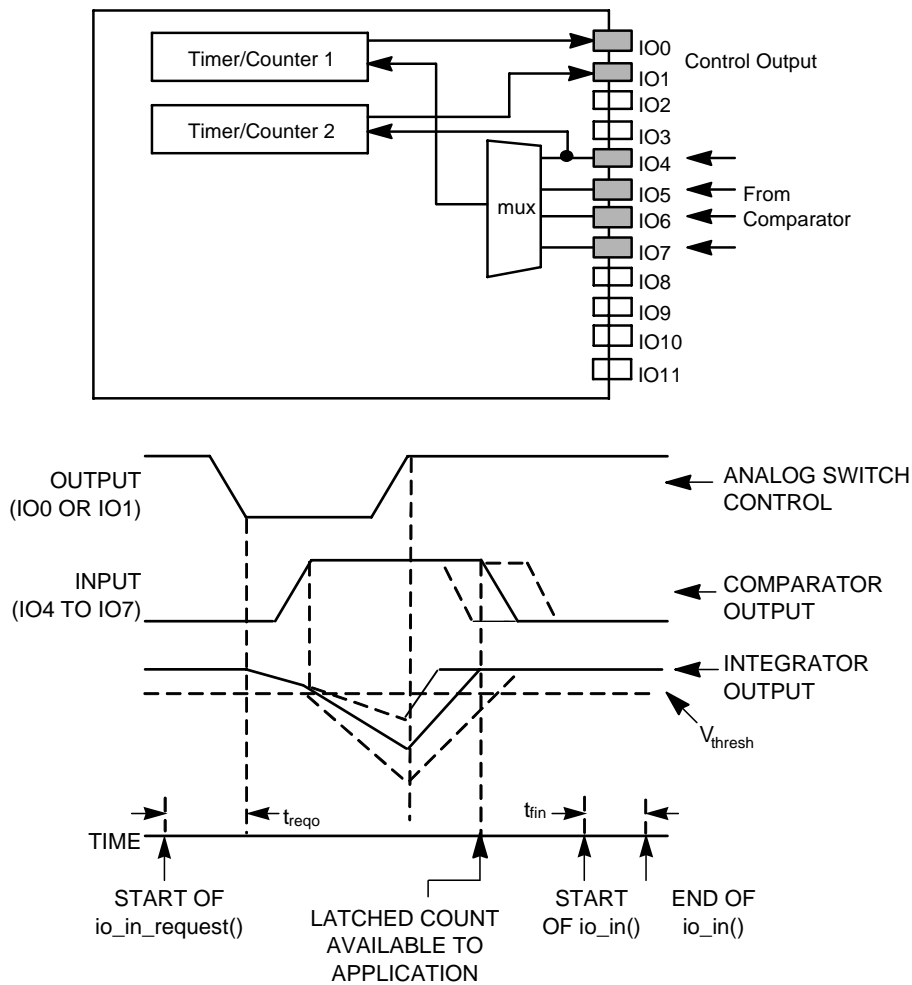 Timer/Counter 1
Timer/Counter 2
mux
IO0
IO1
IO2
IO3
IO4
IO5
IO6
IO7
IO8
IO9
IO10
IO11
Control Output
From
Comparator
OUTPUT
(IO0 OR IO1)
ANALOG SWITCH
CONTROL
INPUT
(IO4 TO IO7)
COMPARATOR
OUTPUT
INTEGRATOR
OUTPUT
Vthresh
treqo
tfin
TIME
START OF
io_in_request()
LATCHED COUNT
AVAILABLE TO
APPLICATION
START
OF io_in()
END OF
io_in()